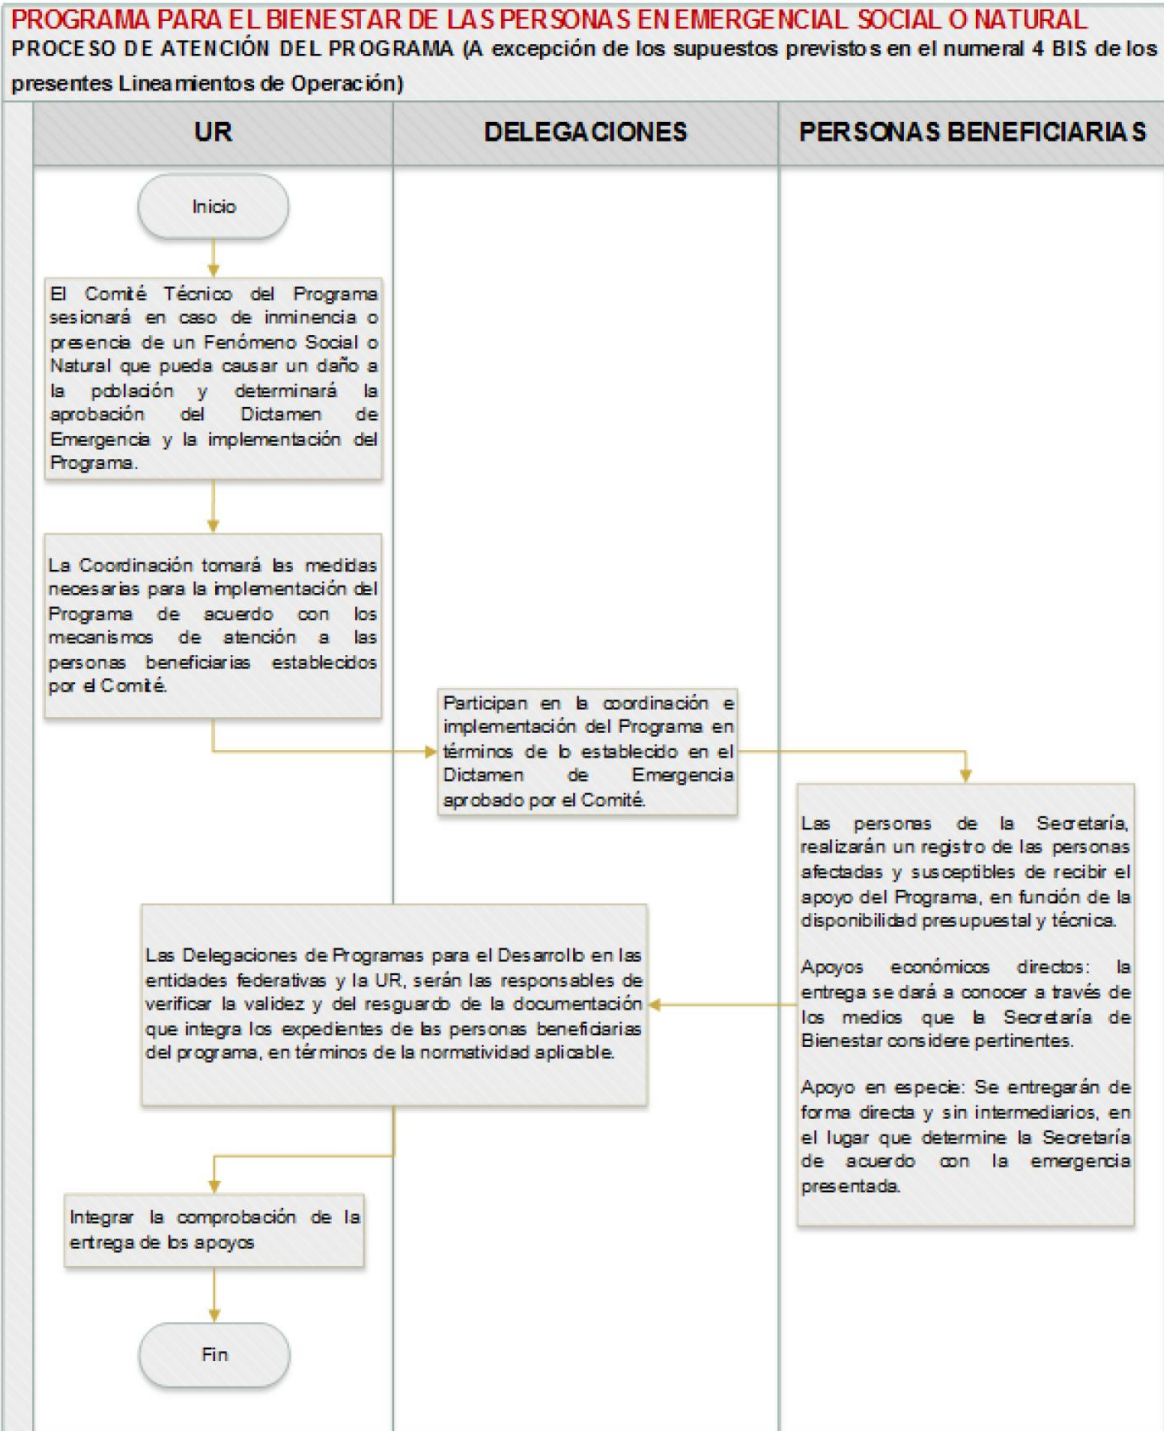 PROGRAMA PARA EL BIENESTAR DE LAS PERSONAS EN EMERGENCIAL SOCIAL O NATURAL
PROCESO DE ATENCIÓN DEL PROGRAMA (A excepción de los supuestos previstos en el numeral 4 BIS de los
presentes Lineamientos de Operación)
UR
DELEGACIONES
PERSONAS BENEFICIARIAS
Inicio
El Comité Técnico del Programa
sesionará en caso de inminencia o
presencia de un Fenómeno Social o
Natural que pueda causar un daño a
la población y determinará la
aprobación del Dictamen de
Emergencia y la implementación del
Programa.
La Coordinación tomará las medidas
necesarias para la implementación del
Programa de acuerdo con los
mecanismos de atención a las
personas beneficiarias establecidos
por el Comité.
Participan en la coordinación e
implementación del Programa en
términos de lo establecido en el
Dictamen de Emergencia
aprobado por el Comité.
Las personas de la Secretaría,
realizarán un registro de las personas
afectadas y susceptibles de recibir el
apoyo del Programa, en función de la
disponibilidad presupuestal y técnica.
Apoyos económicos directos: la
entrega se dará a conocer a través de
los medios que la Secretaría de
Bienestar considere pertinentes.
Apoyo en especie: Se entregarán de
forma directa y sin intermediarios, en
el lugar que determine la Secretaría
de acuerdo con la emergencia
presentada.
Las Delegaciones de Programas para el Desarrollo en las
entidades federativas y la UR, serán las responsables de
verificar la validez y del resguardo de la documentación
que integra los expedientes de las personas beneficiarias
del programa, en términos de la normatividad aplicable.
Integrar la comprobación de la
entrega de los apoyos
Fin